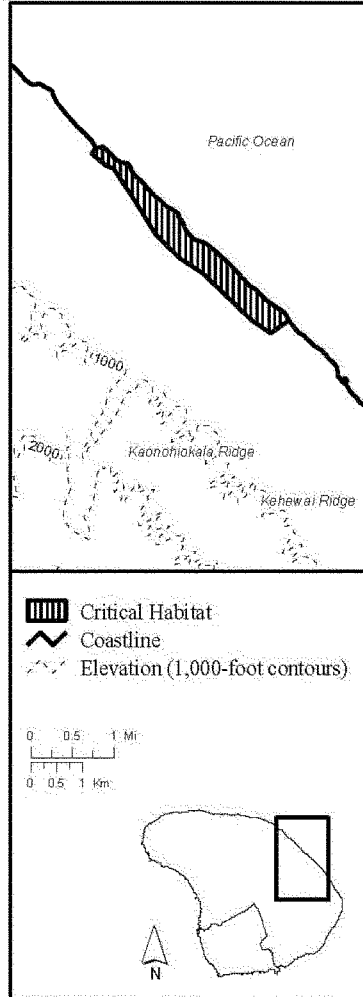 Pacific Ocean
1000
2000
Kaonohiokala Ridge
Kehewai Ridge
Critical Habitat
Coastline
Elevation (1,000-foot contours)
0 0.5 1 Mi
0 0.5 1 Km
N